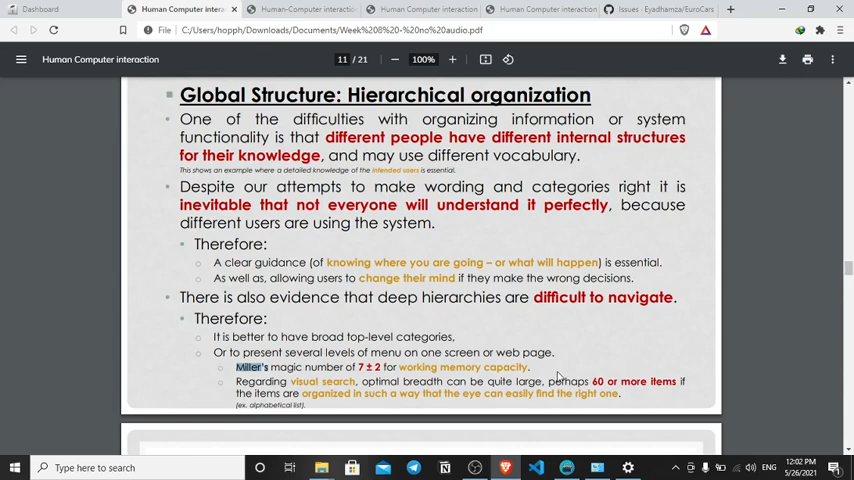 Dashboard
Human Computer interaction
Human-Computer interaction
Human Computer interaction
Human Computer interaction
Issues · Eyadhamza/EuroCars
File
C:/Users/hopph/Downloads/Documents/Week%208%20-%20no%20audio.pdf
Human Computer interaction
11 / 21
100%
Global Structure: Hierarchical organization
One of the difficulties with organizing information or system
functionality is that different people have different internal structures
for their knowledge, and may use different vocabulary.
This shows an example where a detailed knowledge of the intended users is essential.
Despite our attempts to make wording and categories right it is
inevitable that not everyone will understand it perfectly, because
different users are using the system.
Therefore:
A clear guidance (of knowing where you are going – or what will happen) is essential.
As well as, allowing users to change their mind if they make the wrong decisions.
There is also evidence that deep hierarchies are difficult to navigate.
Therefore:
It is better to have broad top-level categories,
Or to present several levels of menu on one screen or web page.
Miller's magic number of 7 ± 2 for working memory capacity.
Regarding visual search, optimal breadth can be quite large, perhaps 60 or more items if
the items are organized in such a way that the eye can easily find the right one.
(ex. alphabetical list).
Type here to search
ENG
12:02 PM
5/26/2021